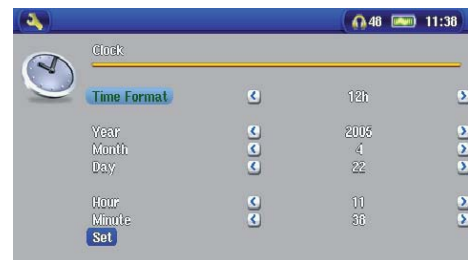 48 11:38
Clock
Time Format 12h
Year 2005
Month 4
Day 22
Hour 11
Minute 38
Set